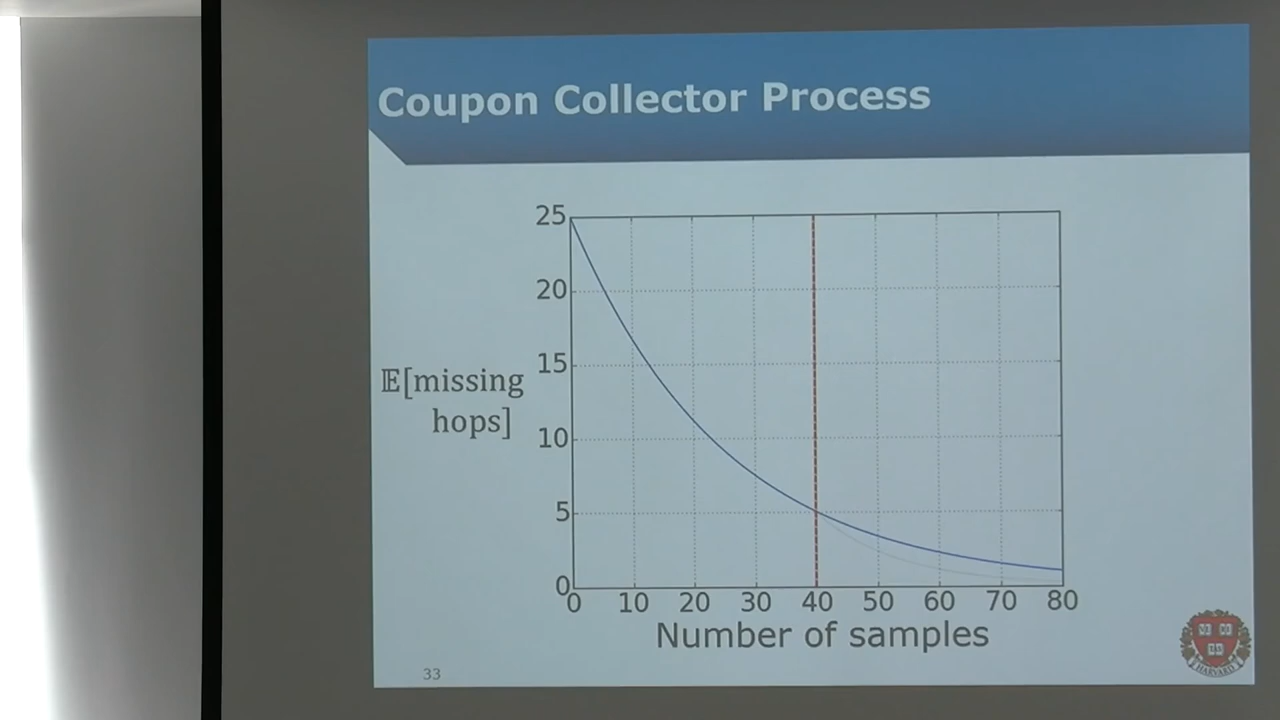 Coupon Collector Process
25
20
15
10
5
0
𝔼[missing
hops]
0 10 20 30 40 50 60 70 80
Number of samples
33
HARVARD